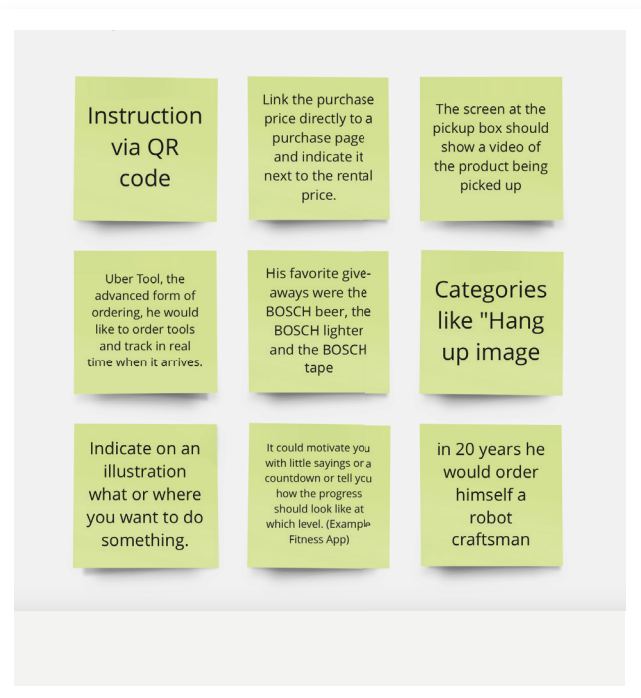 Instruction
via QR
code
Link the purchase
price directly to a
purchase page
and indicate it
next to the rental
price.
The screen at the
pickup box should
show a video of
the product being
picked up
Uber Tool, the
advanced form of
ordering, he would
like to order tools
and track in real
time when it arrives.
His favorite give-
aways were the
BOSCH beer, the
BOSCH lighter
and the BOSCH
tape
Categories
like "Hang
up image
Indicate on an
illustration
what or where
you want to do
something.
It could motivate you
with little sayings or a
countdown or tell you
how the progress
should look like at
which level. (Example
Fitness App)
in 20 years he
would order
himself a
robot
craftsman